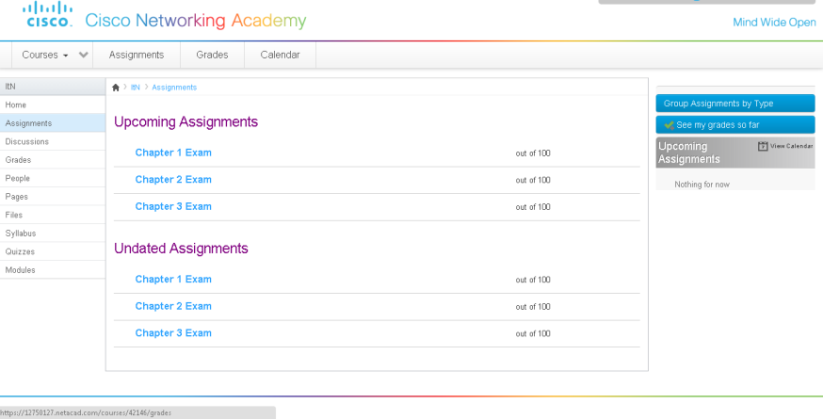 cisco.
Cisco Networking Academy
Mind Wide Open
Courses
Assignments
Grades
Calendar
ItN
Home
Assignments
Discussions
Grades
People
Pages
Files
Syllabus
Quizzes
Modules
ItN
Assignments
Upcoming Assignments
Chapter 1 Exam out of 100
Chapter 2 Exam out of 100
Chapter 3 Exam out of 100
Undated Assignments
Chapter 1 Exam out of 100
Chapter 2 Exam out of 100
Chapter 3 Exam out of 100
Group Assignments by Type
See my grades so far
Upcoming
Assignments
View Calendar
Nothing for now
https://12750127.netacad.com/courses/42146/grades